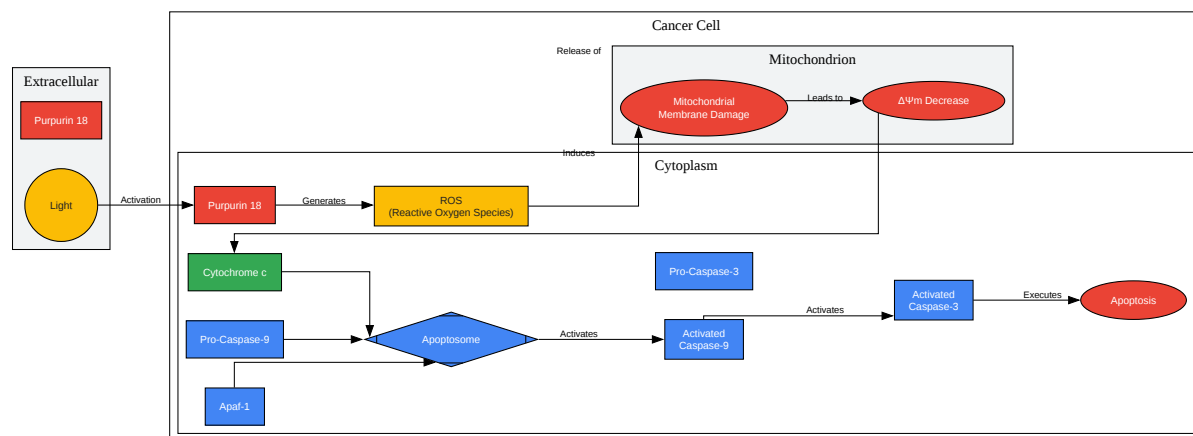 Cancer Cell
Release of
Mitochondrion
Extracellular
Purpurin 18
Mitochondrial
Membrane Damage
Leads to
ΔΨm Decrease
Induces
Cytoplasm
Light
Activation
Purpurin 18
Generates
ROS
(Reactive Oxygen Species)
Cytochrome c
Pro-Caspase-3
Activated
Caspase-3
Executes
Apoptosis
Pro-Caspase-9
Apoptosome
Activates
Activated
Caspase-9
Activates
Apaf-1